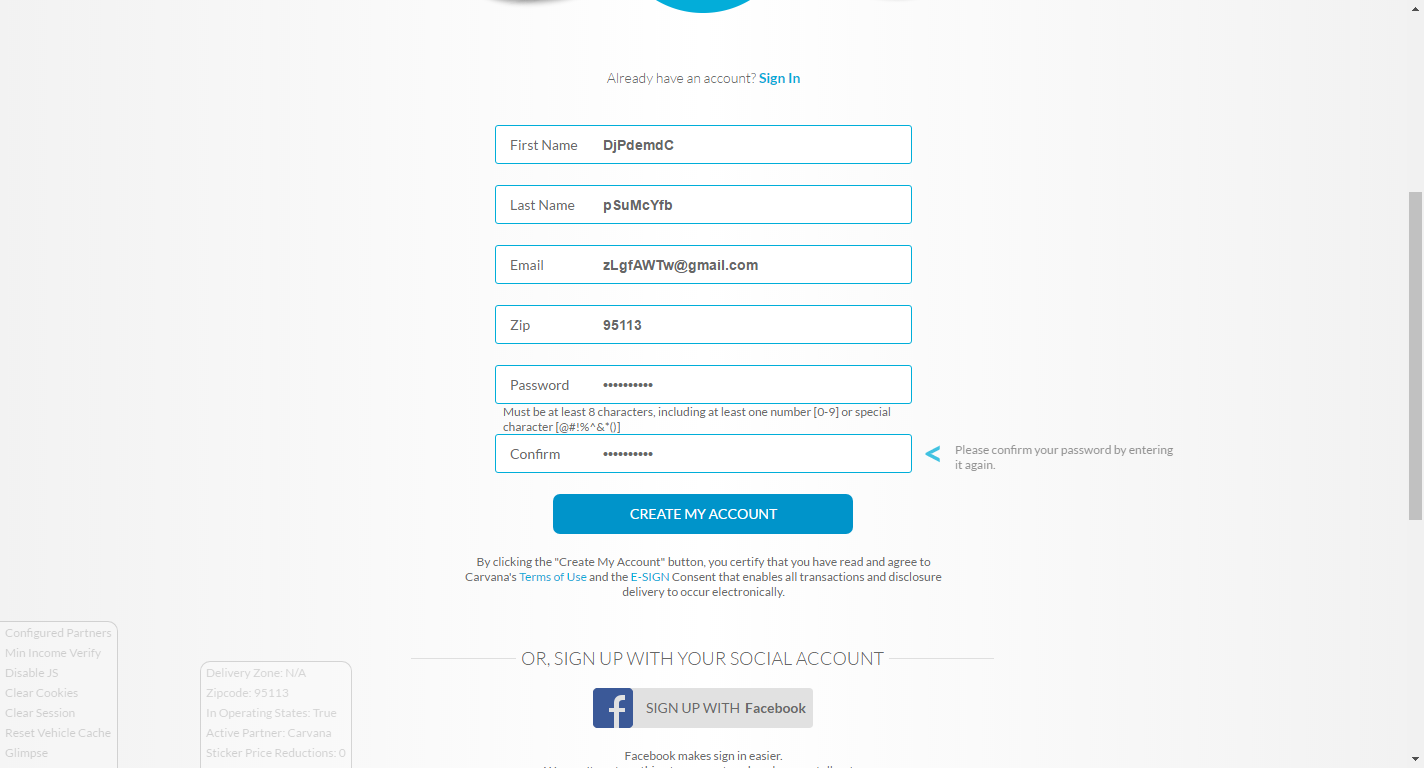 Already have an account? Sign In
First Name DjPdemdC
Last Name pSuMcYfb
Email zLgfAWTw@gmail.com
Zip 95113
Password ••••••••••
Must be at least 8 characters, including at least one number [0-9] or special
character [@#!%^&*()]
Confirm ••••••••••
< Please confirm your password by entering
it again.
CREATE MY ACCOUNT
By clicking the "Create My Account" button, you certify that you have read and agree to
Carvana's Terms of Use and the E-SIGN Consent that enables all transactions and disclosure
delivery to occur electronically.
OR, SIGN UP WITH YOUR SOCIAL ACCOUNT
f SIGN UP WITH Facebook
Facebook makes sign in easier.
Configured Partners
Min Income Verify
Disable JS
Clear Cookies
Clear Session
Reset Vehicle Cache
Glimpse
Delivery Zone: N/A
Zipcode: 95113
In Operating States: True
Active Partner: Carvana
Sticker Price Reductions: 0